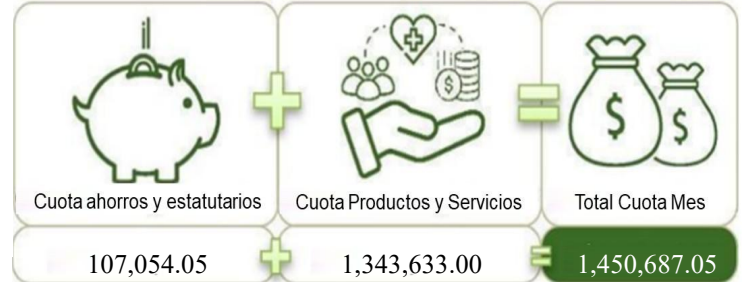 Cuota ahorros y estatutarios + Cuota Productos y Servicios = Total Cuota Mes
107,054.05 + 1,343,633.00 = 1,450,687.05